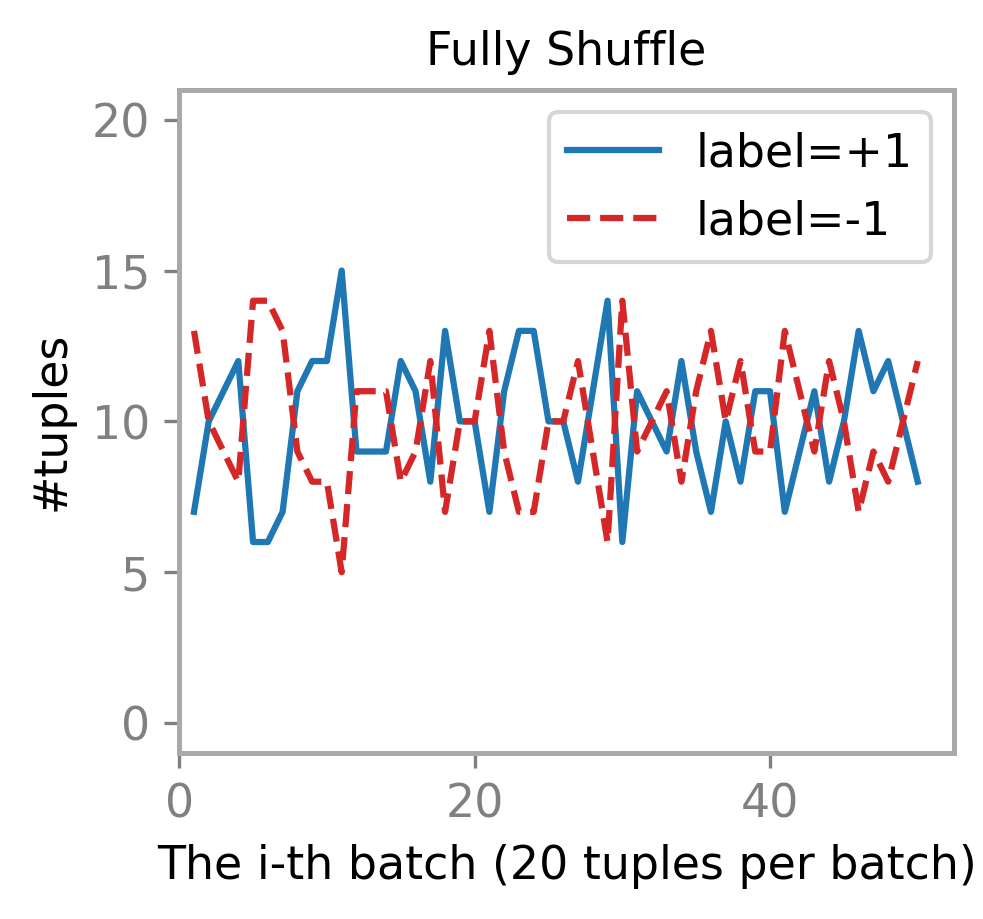 Fully Shuffle
20
15
10
5
0
#tuples
label=+1
label=-1
0 20 40
The i-th batch (20 tuples per batch)